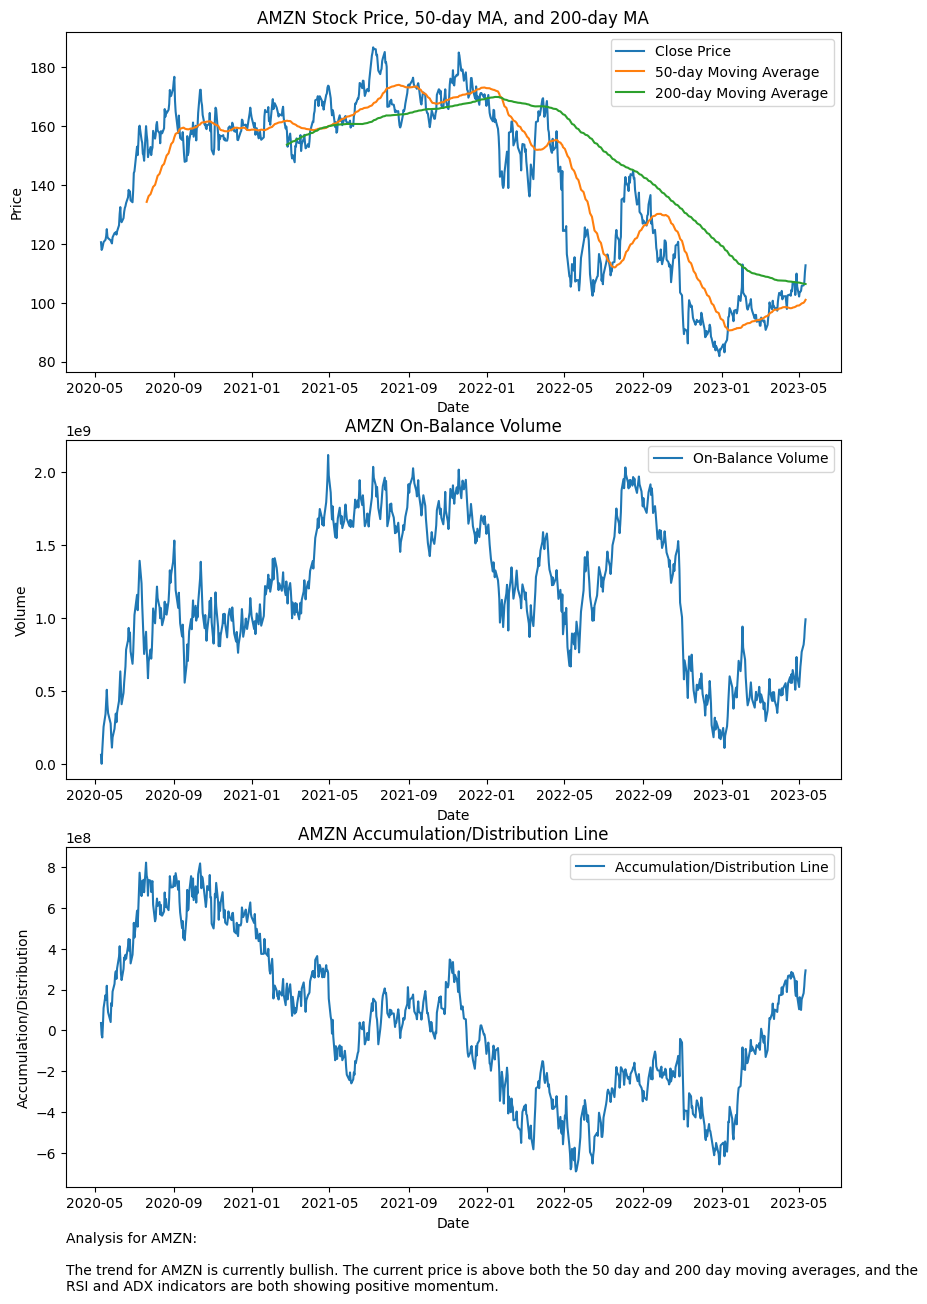 AMZN Stock Price, 50-day MA, and 200-day MA
Close Price
50-day Moving Average
200-day Moving Average
180
160
140
120
100
80
Price
2020-05 2020-09 2021-01 2021-05 2021-09 2022-01 2022-05 2022-09 2023-01 2023-05
Date
1e9
AMZN On-Balance Volume
On-Balance Volume
2.0
1.5
1.0
0.5
0.0
Volume
2020-05 2020-09 2021-01 2021-05 2021-09 2022-01 2022-05 2022-09 2023-01 2023-05
Date
1e8
AMZN Accumulation/Distribution Line
Accumulation/Distribution Line
8
6
4
2
0
−2
−4
−6
Accumulation/Distribution
2020-05 2020-09 2021-01 2021-05 2021-09 2022-01 2022-05 2022-09 2023-01 2023-05
Date
Analysis for AMZN:
The trend for AMZN is currently bullish. The current price is above both the 50 day and 200 day moving averages, and the
RSI and ADX indicators are both showing positive momentum.